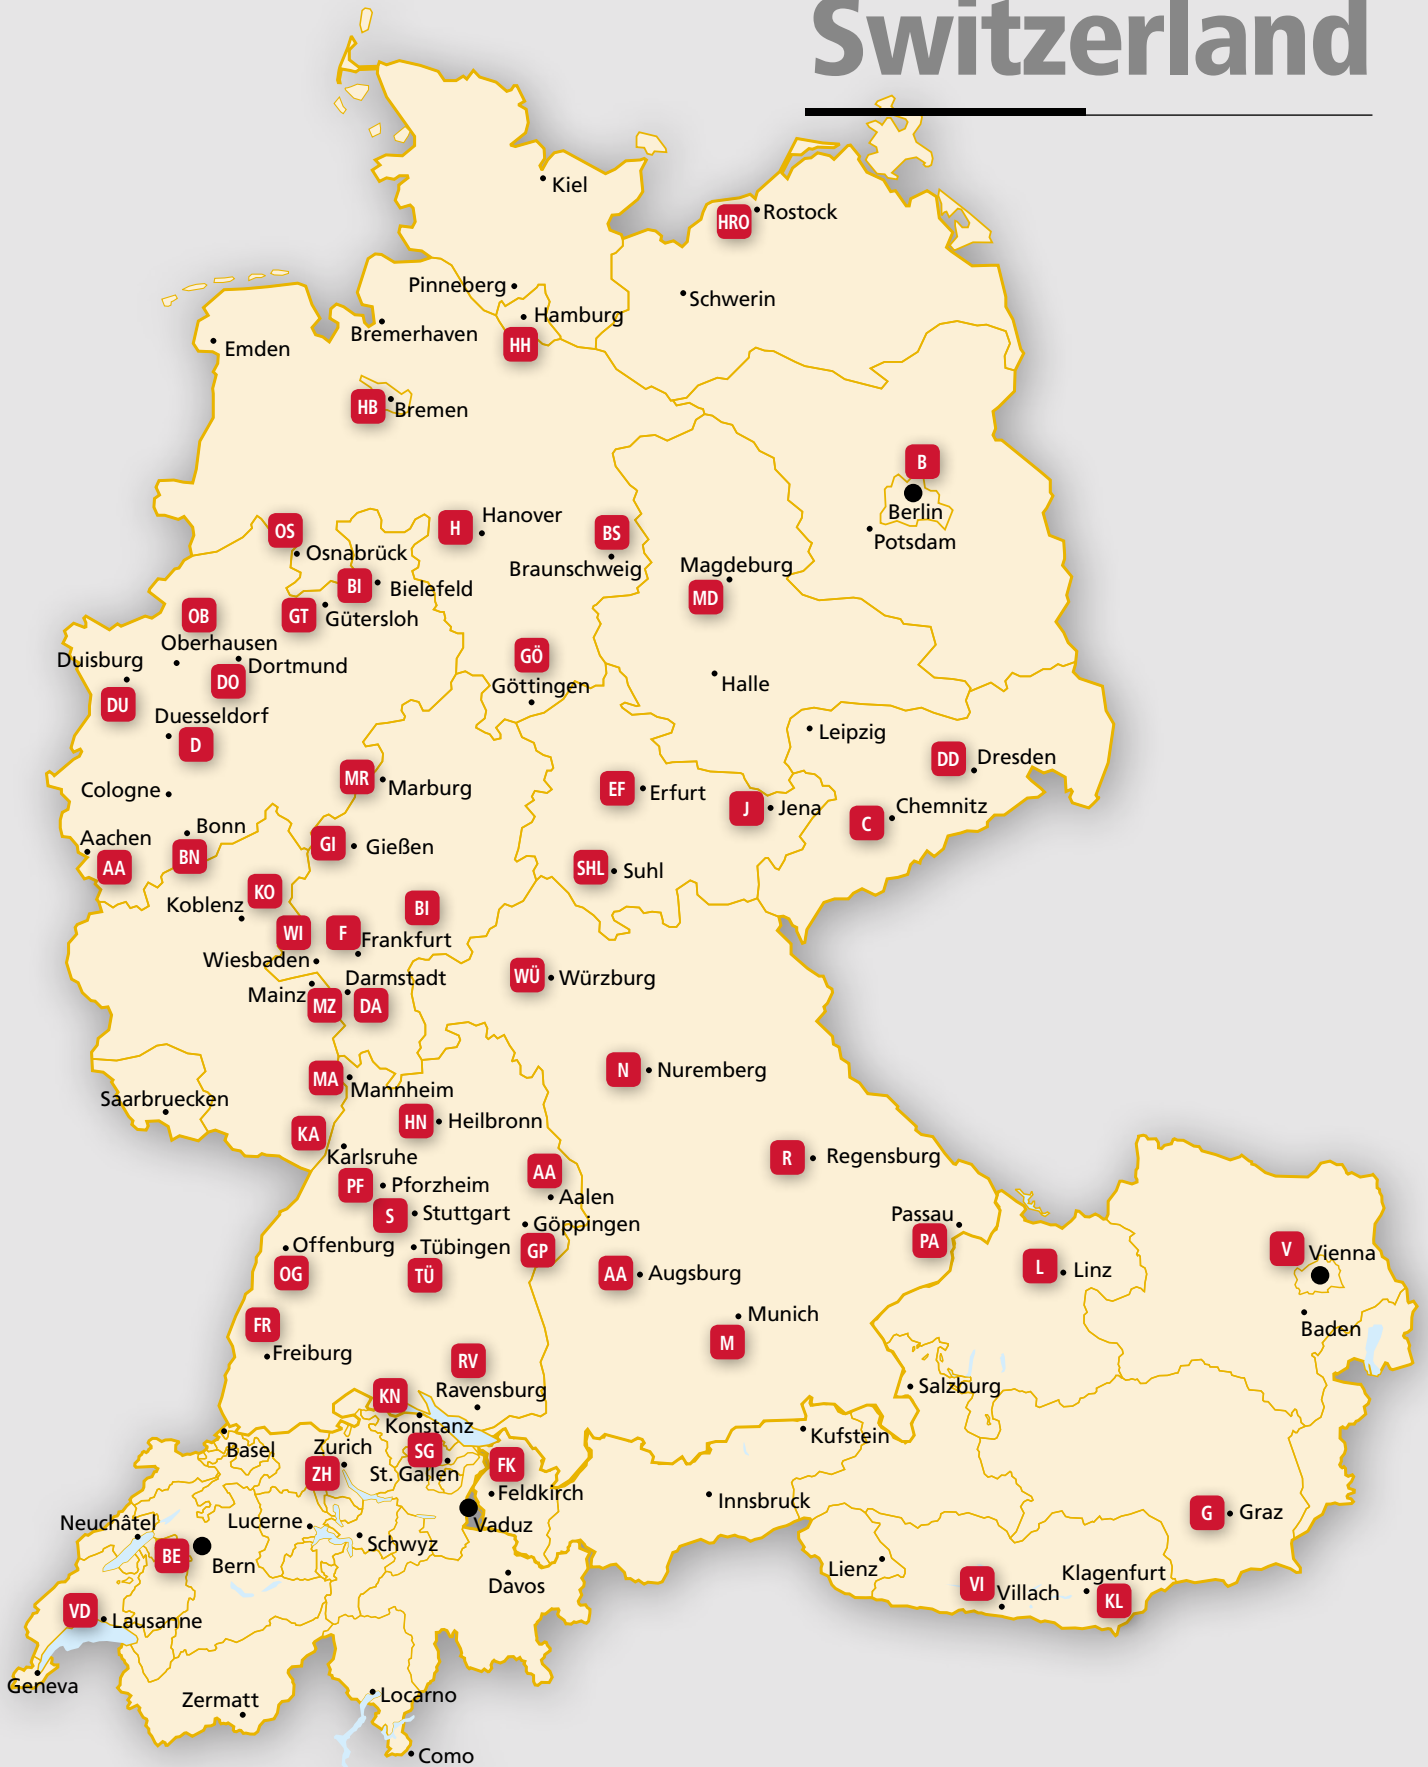 Switzerland
Kiel
HRO
Rostock
Pinneberg
Schwerin
Hamburg
Bremerhaven
HH
Emden
HB
Bremen
B
Berlin
Potsdam
OS
Osnabrück
H
Hanover
BS
Braunschweig
Magdeburg
MD
BI
Bielefeld
GT
Gütersloh
OB
Oberhausen
Duisburg
Dortmund
DO
DU
GÖ
Göttingen
Halle
Duesseldorf
D
Leipzig
DD
Dresden
MR
Marburg
Cologne
EF
Erfurt
J
Jena
Chemnitz
C
Bonn
Aachen
BN
AA
GI
Gießen
SHL
Suhl
KO
Koblenz
BI
WI
F
Frankfurt
Wiesbaden
Darmstadt
Mainz
MZ
DA
WÜ
Würzburg
MA
Mannheim
N
Nuremberg
Saarbruecken
HN
Heilbronn
KA
Karlsruhe
R
Regensburg
AA
Aalen
PF
Pforzheim
S
Stuttgart
Göppingen
GP
Passau
PA
Offenburg
OG
Tübingen
TÜ
AA
Augsburg
L
Linz
V
Vienna
Baden
FR
Freiburg
Munich
M
RV
Ravensburg
KN
Konstanz
Salzburg
Basel
Zurich
ZH
SG
St. Gallen
FK
Feldkirch
Kufstein
Vaduz
Innsbruck
G
Graz
Neuchâtel
Lucerne
Schwyz
BE
Bern
Davos
Lienz
VI
Villach
Klagenfurt
KL
VD
Lausanne
Geneva
Zermatt
Locarno
Como